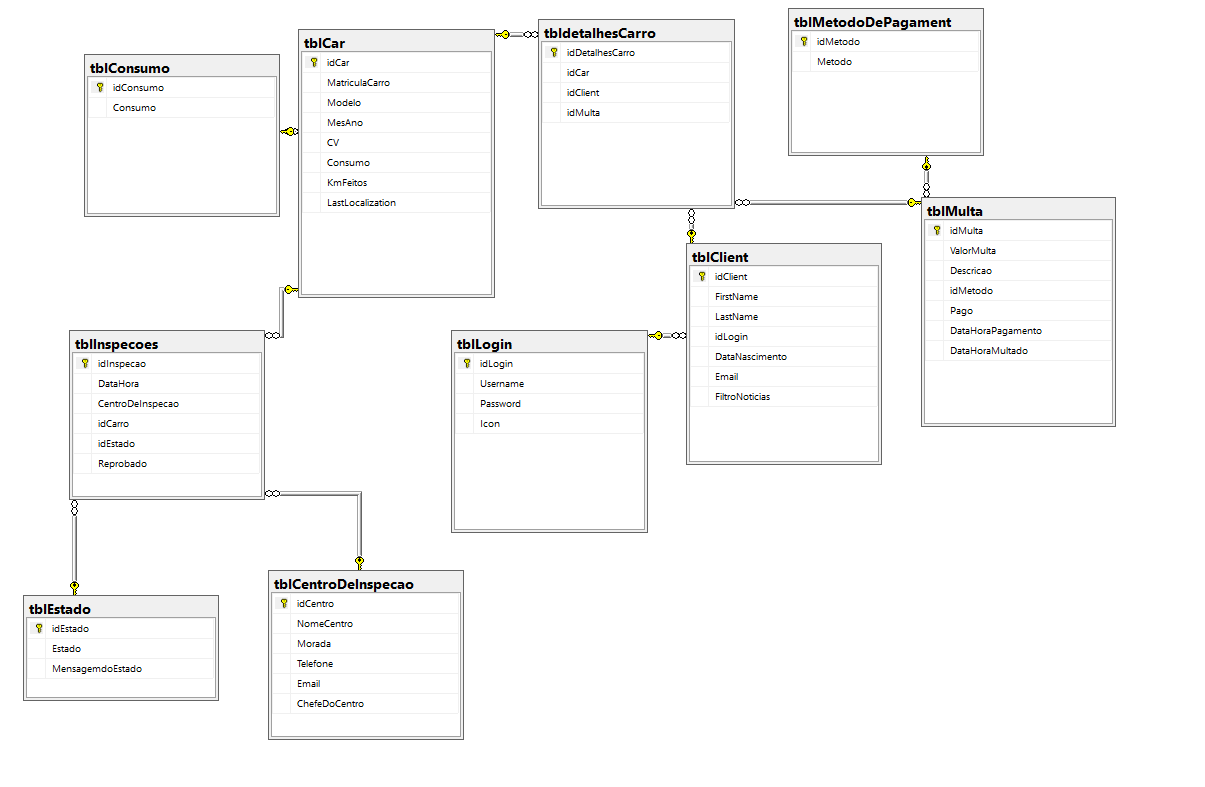 tblConsumo
idConsumo
Consumo
tblCar
idCar
MatriculaCarro
Modelo
MesAno
CV
Consumo
KmFeitos
LastLocalization
tbldetalhesCarro
idDetalhesCarro
idCar
idClient
idMulta
tblMetodoDePagament
idMetodo
Metodo
tblMulta
idMulta
ValorMulta
Descricao
idMetodo
Pago
DataHoraPagamento
DataHoraMultado
tblClient
idClient
FirstName
LastName
idLogin
DataNascimento
Email
FiltroNoticias
tblLogin
idLogin
Username
Password
Icon
tblInspecoes
idInspecao
DataHora
CentroDeInspecao
idCarro
idEstado
Reprobado
tblEstado
idEstado
Estado
MensagemdoEstado
tblCentroDeInspecao
idCentro
NomeCentro
Morada
Telefone
Email
ChefeDoCentro